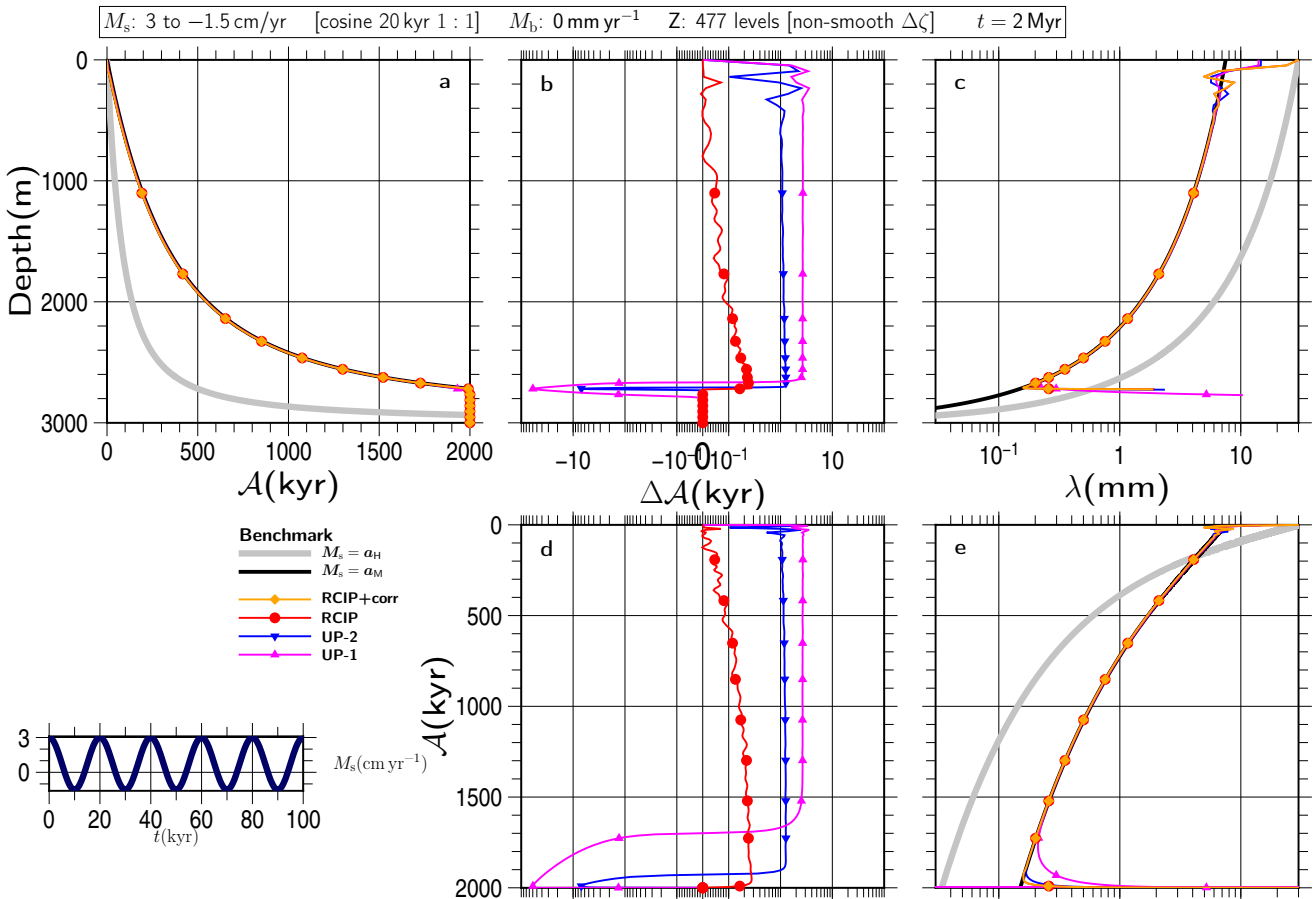 Mₛ: 3 to −1.5 cm/yr [cosine 20 kyr 1 : 1] M_b: 0 mm yr⁻¹ Z: 477 levels [non-smooth Δζ] t = 2 Myr
a b c
0
1000
2000
3000
Depth(m)
0 500 1000 1500 2000
𝒜(kyr)
−10 −10⁻¹ 0 10⁻¹ 10
Δ𝒜(kyr)
10⁻¹ 1 10
λ(mm)
Benchmark
Mₛ = a_H
Mₛ = a_M
RCIP+corr
RCIP
UP-2
UP-1
d e
0
500
1000
1500
2000
𝒜(kyr)
3
0
Mₛ(cm yr⁻¹)
0 20 40 60 80 100
t(kyr)